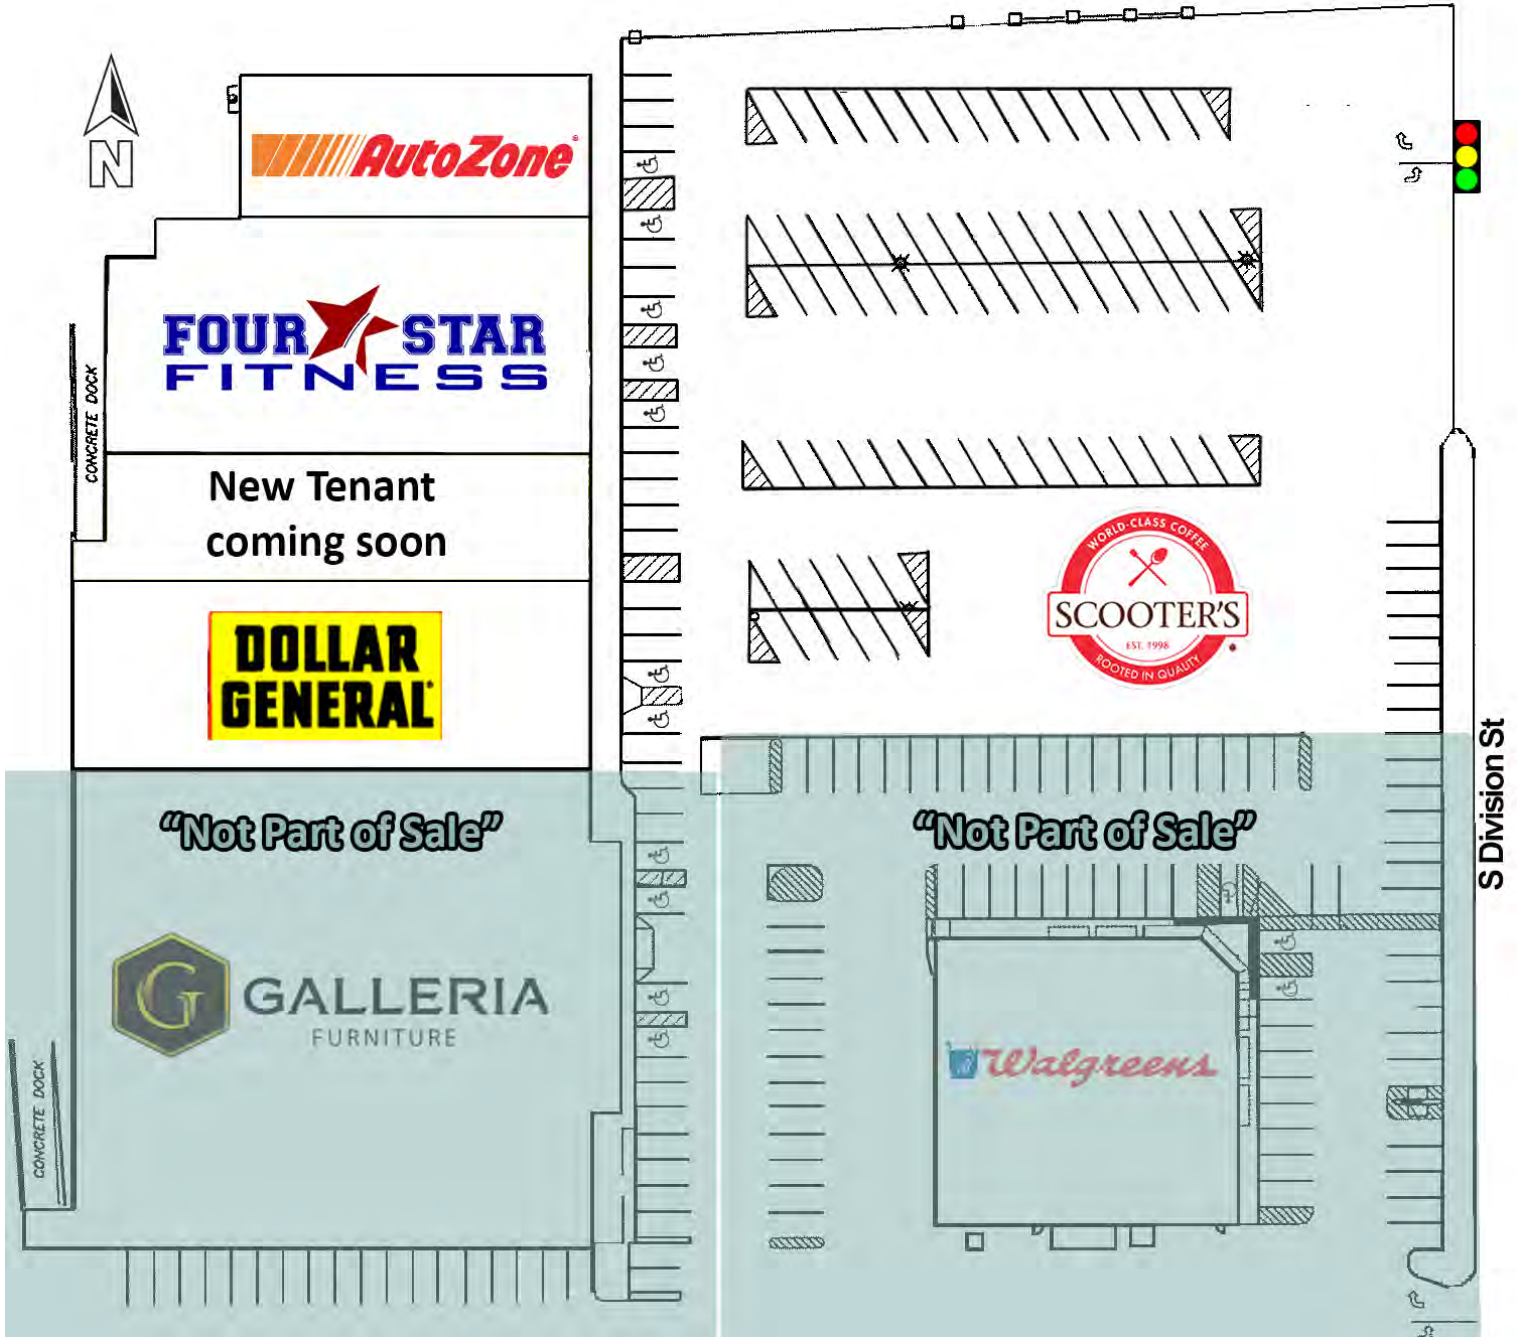 N
AutoZone®
FOUR STAR
FITNESS
CONCRETE DOCK
New Tenant
coming soon
DOLLAR
GENERAL
WORLD-CLASS COFFEE
SCOOTER'S
EST. 1998
ROOTED IN QUALITY
S Division St
“Not Part of Sale”
“Not Part of Sale”
G
GALLERIA
FURNITURE
Walgreens
CONCRETE DOCK